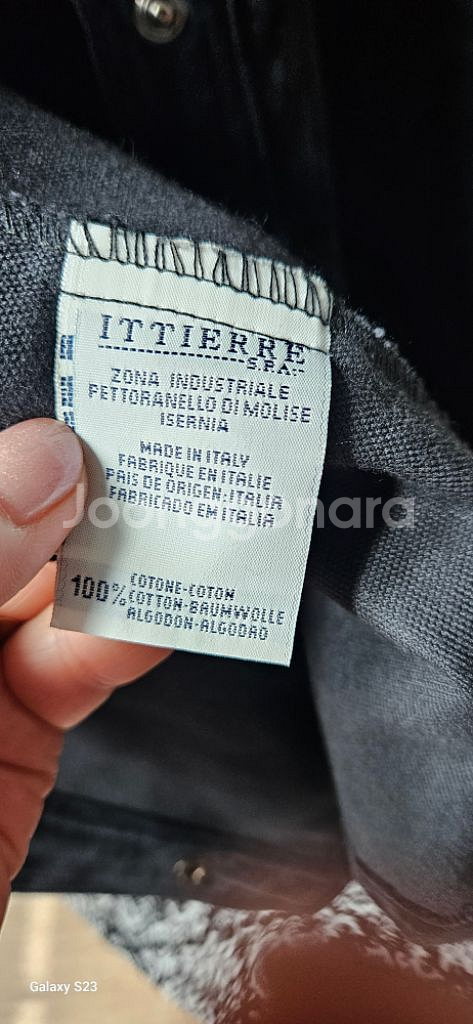 ITTIERRE
S.P.A.
ZONA INDUSTRIALE
PETTORANELLO DI MOLISE
ISERNIA
MADE IN ITALY
FABRIQUE EN ITALIE
PAIS DE ORIGEN:ITALIA
FABRICADO EM ITALIA
Joonggonara
100% COTONE-COTON
COTTON-BAUMWOLLE
ALGODON-ALGODAO
Galaxy S23